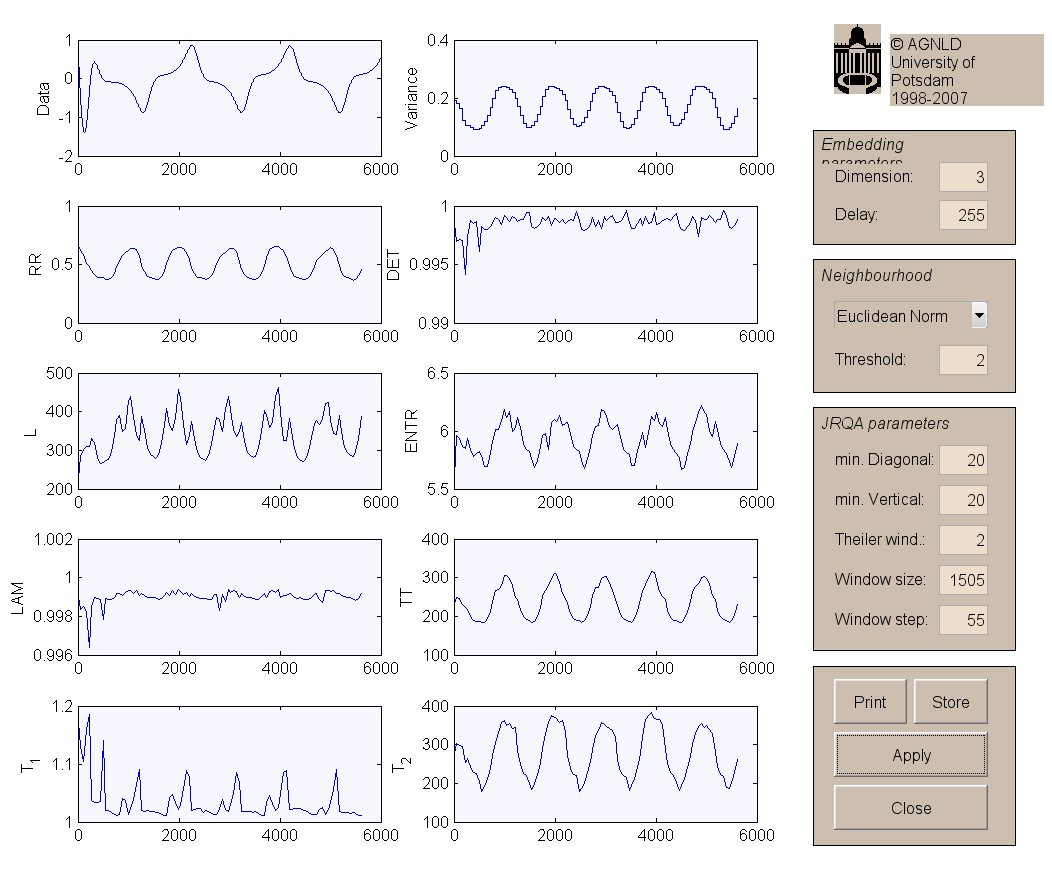 1
0
-1
-2
Data
0 2000 4000 6000
0.4
0.2
0
Variance
0 2000 4000 6000
1
0.5
0
RR
0 2000 4000 6000
1
0.995
0.99
DET
0 2000 4000 6000
500
400
300
200
L
0 2000 4000 6000
6.5
6
5.5
ENTR
0 2000 4000 6000
1.002
1
0.998
0.996
LAM
0 2000 4000 6000
400
300
200
100
TT
0 2000 4000 6000
1.2
1.1
1
T1
0 2000 4000 6000
400
300
200
100
T2
0 2000 4000 6000
© AGNLD
University of
Potsdam
1998-2007
Embedding
parameters
Dimension: 3
Delay: 255
Neighbourhood
Euclidean Norm
Threshold: 2
JRQA parameters
min. Diagonal: 20
min. Vertical: 20
Theiler wind.: 2
Window size: 1505
Window step: 55
Print Store
Apply
Close